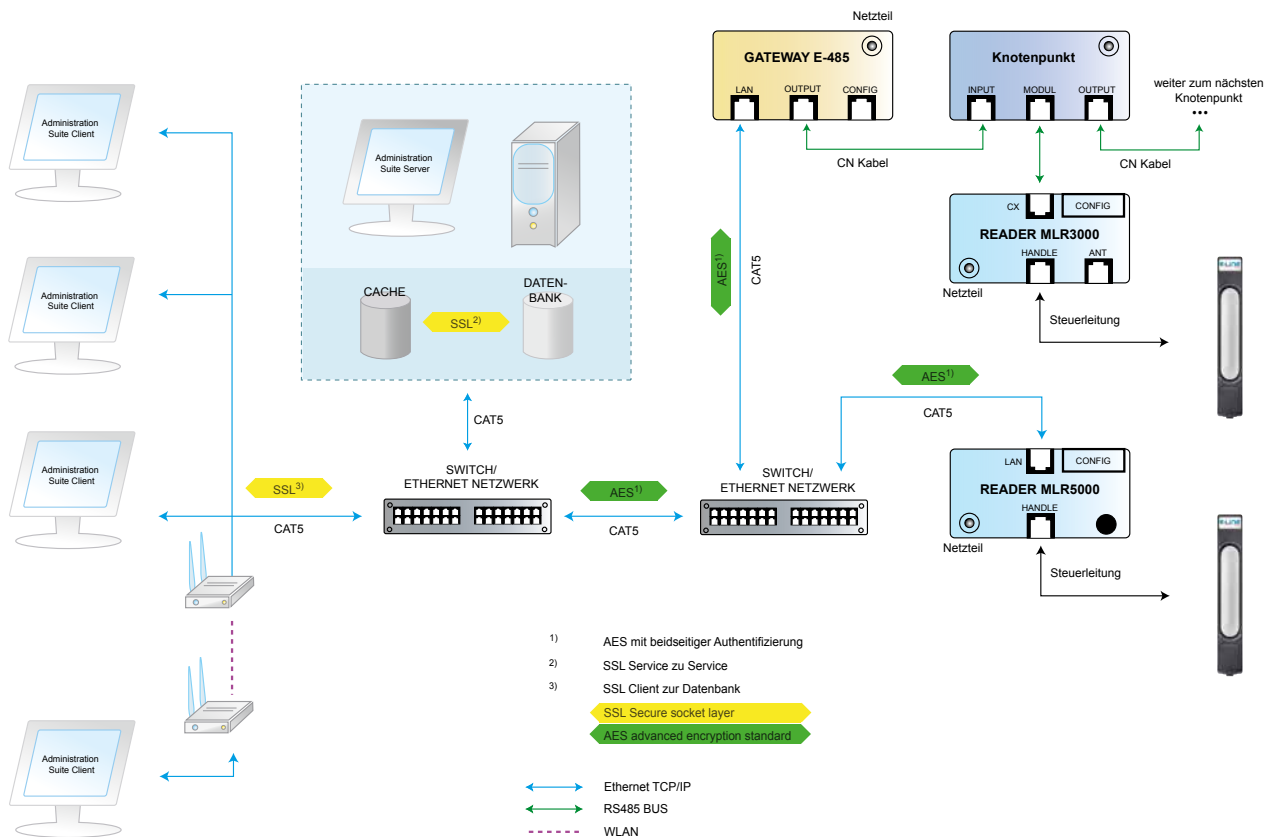 Netzteil
GATEWAY E-485
LAN
OUTPUT
CONFIG
Knotenpunkt
INPUT
MODUL
OUTPUT
weiter zum nächsten
Knotenpunkt
•••
CN Kabel
CN Kabel
Administration
Suite Client
Administration
Suite Server
CACHE
DATEN-
BANK
SSL2)
AES1)
CAT5
CX
CONFIG
READER MLR3000
HANDLE
ANT
Netzteil
Steuerleitung
Administration
Suite Client
CAT5
AES1)
CAT5
Administration
Suite Client
SSL3)
CAT5
SWITCH/
ETHERNET NETZWERK
AES1)
CAT5
SWITCH/
ETHERNET NETZWERK
LAN
CONFIG
READER MLR5000
HANDLE
Netzteil
Steuerleitung
1) AES mit beidseitiger Authentifizierung
2) SSL Service zu Service
3) SSL Client zur Datenbank
SSL Secure socket layer
AES advanced encryption standard
Administration
Suite Client
Ethernet TCP/IP
RS485 BUS
WLAN